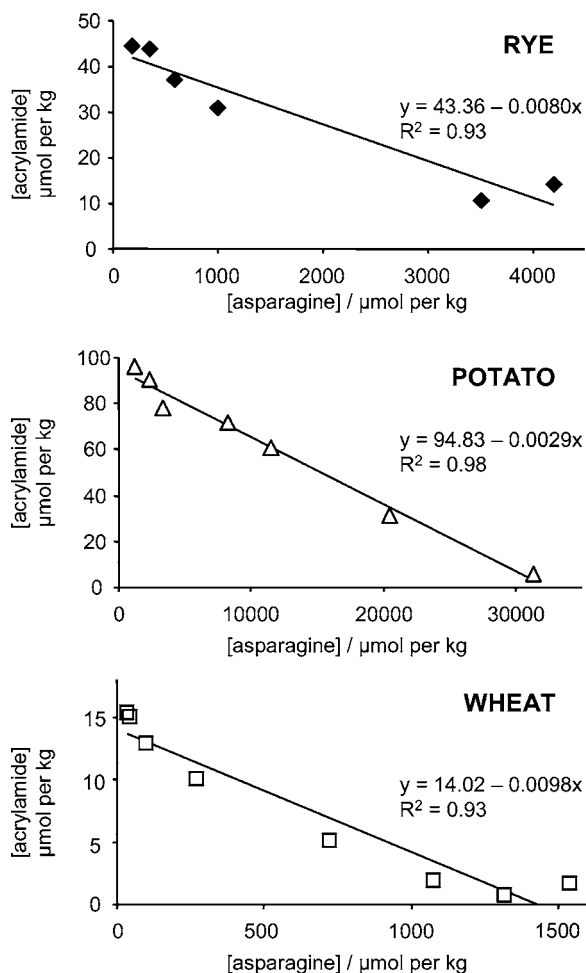 50
40
30
20
10
0
[acrylamide]
µmol per kg
RYE
y = 43.36 – 0.0080x
R² = 0.93
0 1000 2000 3000 4000
[asparagine] / µmol per kg
100
80
60
40
20
0
[acrylamide]
µmol per kg
POTATO
y = 94.83 – 0.0029x
R² = 0.98
0 10000 20000 30000
[asparagine] / µmol per kg
15
10
5
0
[acrylamide]
µmol per kg
WHEAT
y = 14.02 – 0.0098x
R² = 0.93
0 500 1000 1500
[asparagine] / µmol per kg